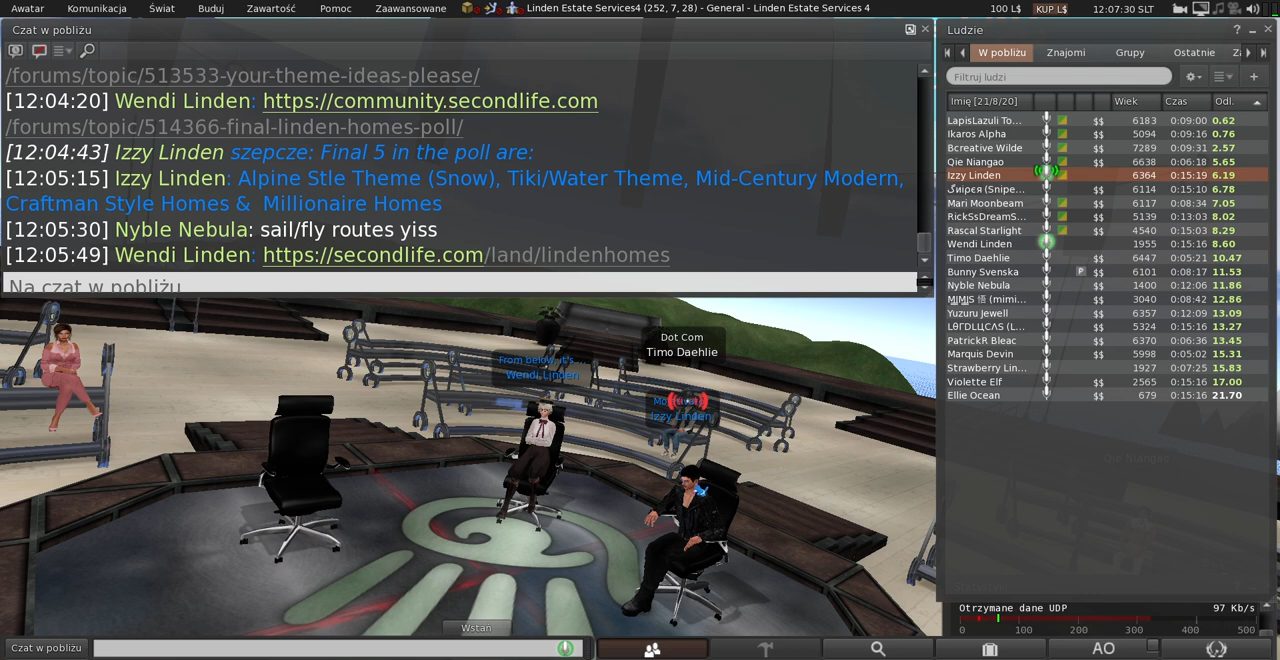 Awatar Komunikacja Świat Buduj Zawartość Pomoc Zaawansowane Linden Estate Services4 (252, 7, 28) - General - Linden Estate Services 4 100 L$ KUP L$ 12:07:30 SLT
Czat w pobliżu
/forums/topic/513533-your-theme-ideas-please/
[12:04:20] Wendi Linden: https://community.secondlife.com
/forums/topic/514366-final-linden-homes-poll/
[12:04:43] Izzy Linden szepcze: Final 5 in the poll are:
[12:05:15] Izzy Linden: Alpine Stle Theme (Snow), Tiki/Water Theme, Mid-Century Modern,
Craftman Style Homes & Millionaire Homes
[12:05:30] Nyble Nebula: sail/fly routes yiss
[12:05:49] Wendi Linden: https://secondlife.com/land/lindenhomes
Na czat w pobliżu
Dot Com
Timo Daehlie
From below, it's...
Wendi Linden
Izzy Linden
Wstań
Czat w pobliżu
AO
Ludzie
W pobliżu Znajomi Grupy Ostatnie
Filtruj ludzi
Imię [21/8/20] Wiek Czas Odl.
LapisLazuli To... $$ 6183 0:09:00 0.62
Ikaros Alpha $$ 5094 0:09:16 0.76
Bcreative Wilde $$ 7289 0:09:31 2.57
Qie Niangao $$ 6638 0:06:18 5.65
Izzy Linden 6364 0:15:19 6.19
(Snipe... $$ 6114 0:15:10 6.78
Mari Moonbeam $$ 6117 0:08:34 7.05
RickSsDreamS... $$ 5139 0:13:03 8.02
Rascal Starlight $$ 4540 0:15:03 8.29
Wendi Linden 1955 0:15:16 8.60
Timo Daehlie $$ 6447 0:05:21 10.47
Bunny Svenska P $$ 6101 0:08:17 11.53
Nyble Nebula $$ 1400 0:12:06 11.86
(mimi... $$ 3040 0:08:42 12.86
Yuzuru Jewell $$ 6357 0:12:09 13.09
(L... $$ 5324 0:15:16 13.27
PatrickR Bleac $$ 6370 0:06:36 13.45
Marquis Devin $$ 5998 0:05:02 15.31
Strawberry Lin... 1927 0:07:25 15.83
Violette Elf $$ 2565 0:15:16 17.00
Ellie Ocean $$ 679 0:15:16 21.70
Qie Niangao
Otrzymane dane UDP 97 Kb/s
0 100 200 300 400 500